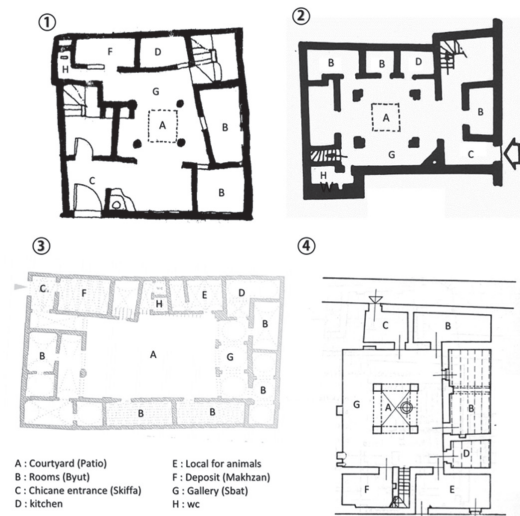 ①
F
D
H
G
A
B
C
B
②
B
B
D
A
B
G
C
H
③
C
F
H
E
D
B
B
A
G
B
B
B
④
C
B
G
A
B
D
F
E
A : Courtyard (Patio)
B : Rooms (Byut)
C : Chicane entrance (Skiffa)
D : kitchen
E : Local for animals
F : Deposit (Makhzan)
G : Gallery (Sbat)
H : wc